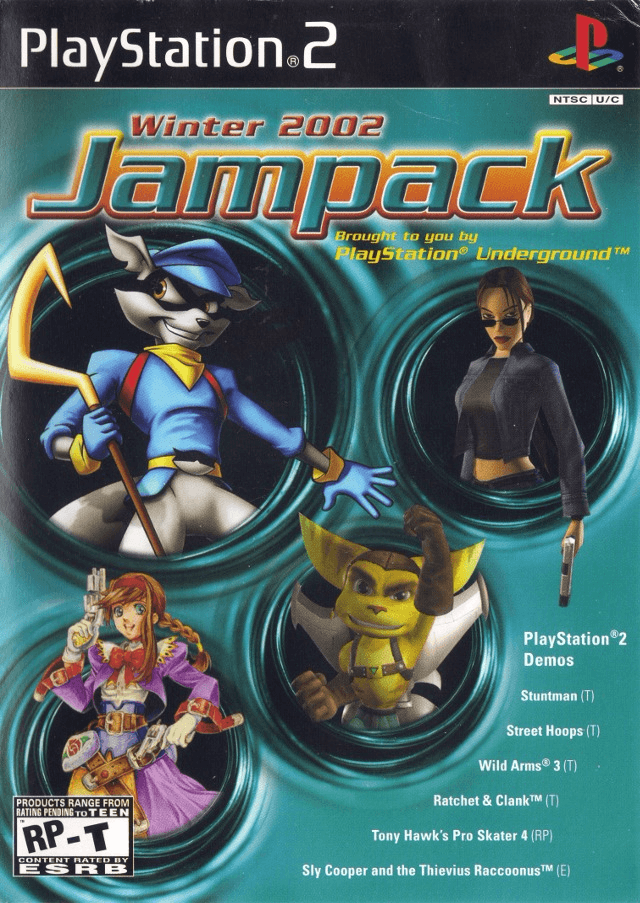 PlayStation®2
NTSC U/C
Winter 2002
Jampack
Brought to you by
PlayStation® Underground™
PlayStation®2
Demos
Stuntman (T)
Street Hoops (T)
Wild Arms® 3 (T)
Ratchet & Clank™ (T)
Tony Hawk's Pro Skater 4 (RP)
Sly Cooper and the Thievius Raccoonus™ (E)
PRODUCTS RANGE FROM
RATING PENDING TO TEEN
RP-T
CONTENT RATED BY
ESRB